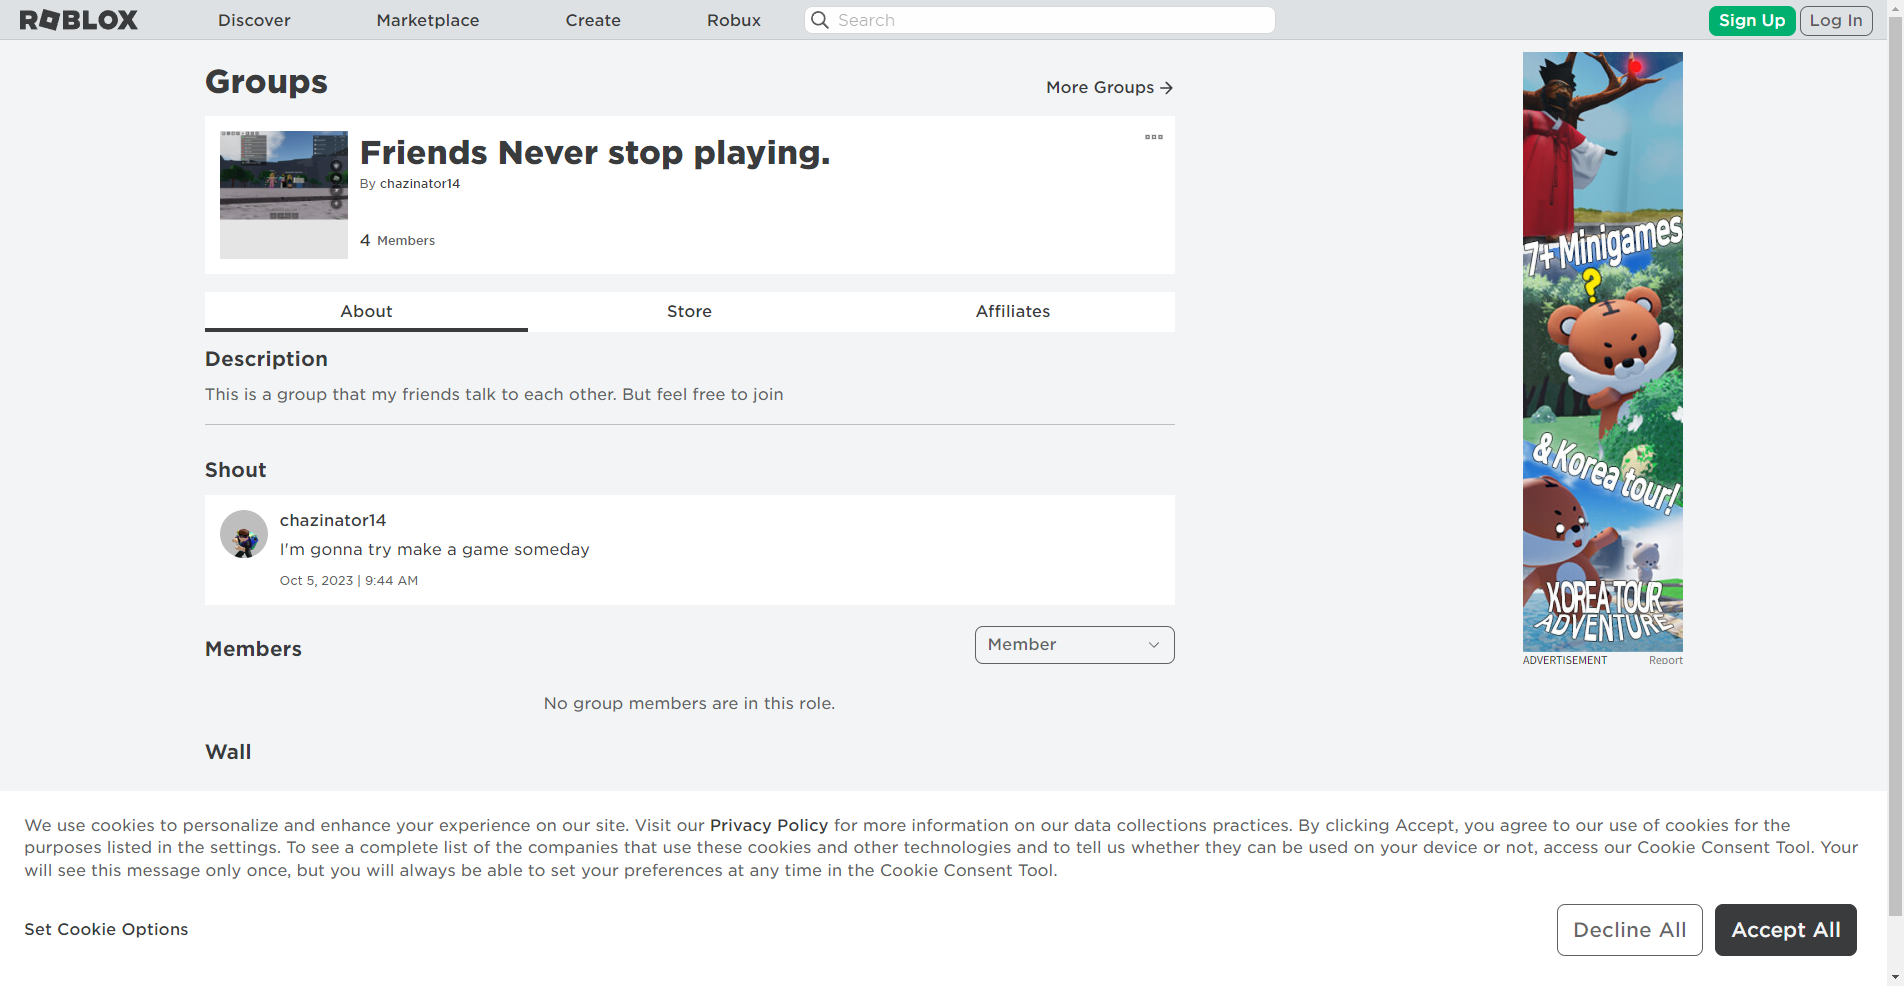 ROBLOX
Discover
Marketplace
Create
Robux
Search
Sign Up
Log In
Groups
More Groups
Friends Never stop playing.
By chazinator14
4 Members
About
Store
Affiliates
Description
This is a group that my friends talk to each other. But feel free to join
Shout
chazinator14
I'm gonna try make a game someday
Oct 5, 2023 | 9:44 AM
Members
Member
No group members are in this role.
Wall
7+ Minigames
?
& Korea tour!
KOREA TOUR
ADVENTURE
ADVERTISEMENT
Report
We use cookies to personalize and enhance your experience on our site. Visit our Privacy Policy for more information on our data collections practices. By clicking Accept, you agree to our use of cookies for the
purposes listed in the settings. To see a complete list of the companies that use these cookies and other technologies and to tell us whether they can be used on your device or not, access our Cookie Consent Tool. Your
will see this message only once, but you will always be able to set your preferences at any time in the Cookie Consent Tool.
Set Cookie Options
Decline All
Accept All